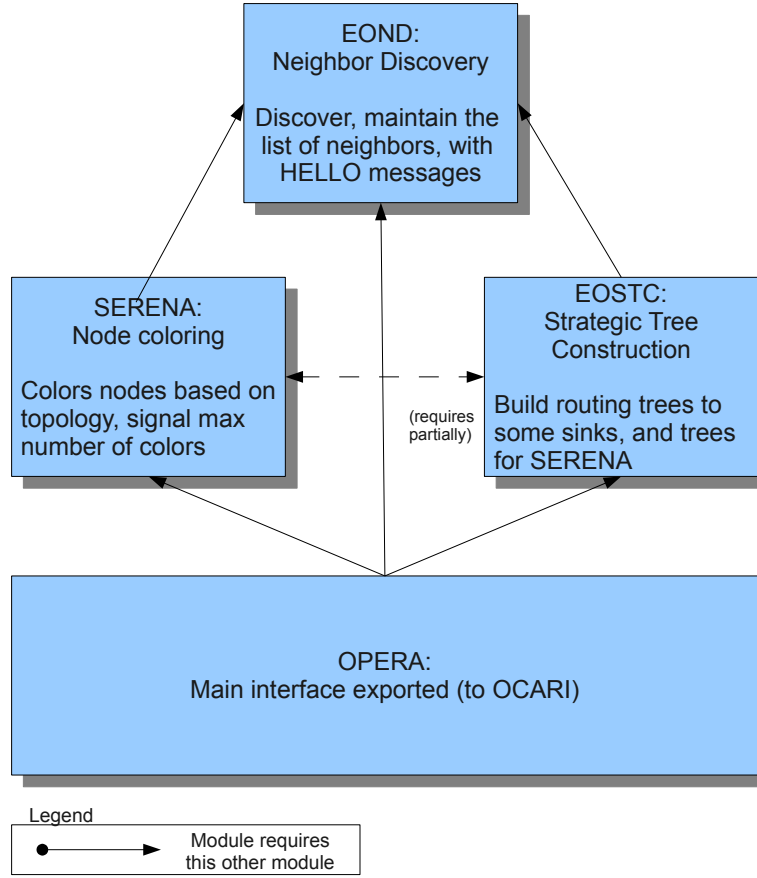 EOND:
Neighbor Discovery
Discover, maintain the
list of neighbors, with
HELLO messages
SERENA:
Node coloring
Colors nodes based on
topology, signal max
number of colors
(requires
partially)
EOSTC:
Strategic Tree
Construction
Build routing trees to
some sinks, and trees
for SERENA
OPERA:
Main interface exported (to OCARI)
Legend
Module requires
this other module